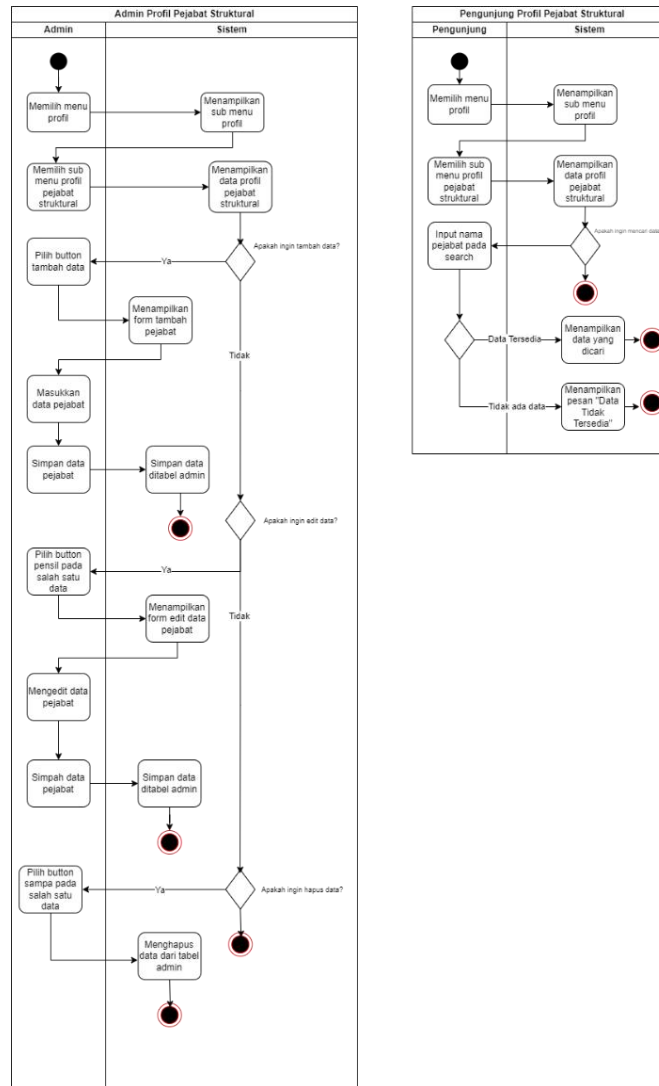 Admin Profil Pejabat Struktural
Admin
Sistem
Memilih menu
profil
Menampilkan
sub menu
profil
Memilih sub
menu profil
pejabat
struktural
Menampilkan
data profil
pejabat
struktural
Apakah ingin tambah data?
Ya
Pilih button
tambah data
Menampilkan
form tambah
pejabat
Tidak
Masukkan
data pejabat
Simpan data
pejabat
Simpan data
ditabel admin
Apakah ingin edit data?
Ya
Pilih button
pensil pada
salah satu
data
Menampilkan
form edit data
pejabat
Tidak
Mengedit data
pejabat
Simpah data
pejabat
Simpan data
ditabel admin
Apakah ingin hapus data?
Ya
Pilih button
sampa pada
salah satu
data
Menghapus
data dari tabel
admin
Pengunjung Profil Pejabat Struktural
Pengunjung
Sistem
Memilih menu
profil
Menampilkan
sub menu
profil
Memilih sub
menu profil
pejabat
struktural
Menampilkan
data profil
pejabat
struktural
Apakah ingin mencari data
Input nama
pejabat pada
search
Data Tersedia
Menampilkan
data yang
dicari
Tidak ada data
Menampilkan
pesan "Data
Tidak
Tersedia"